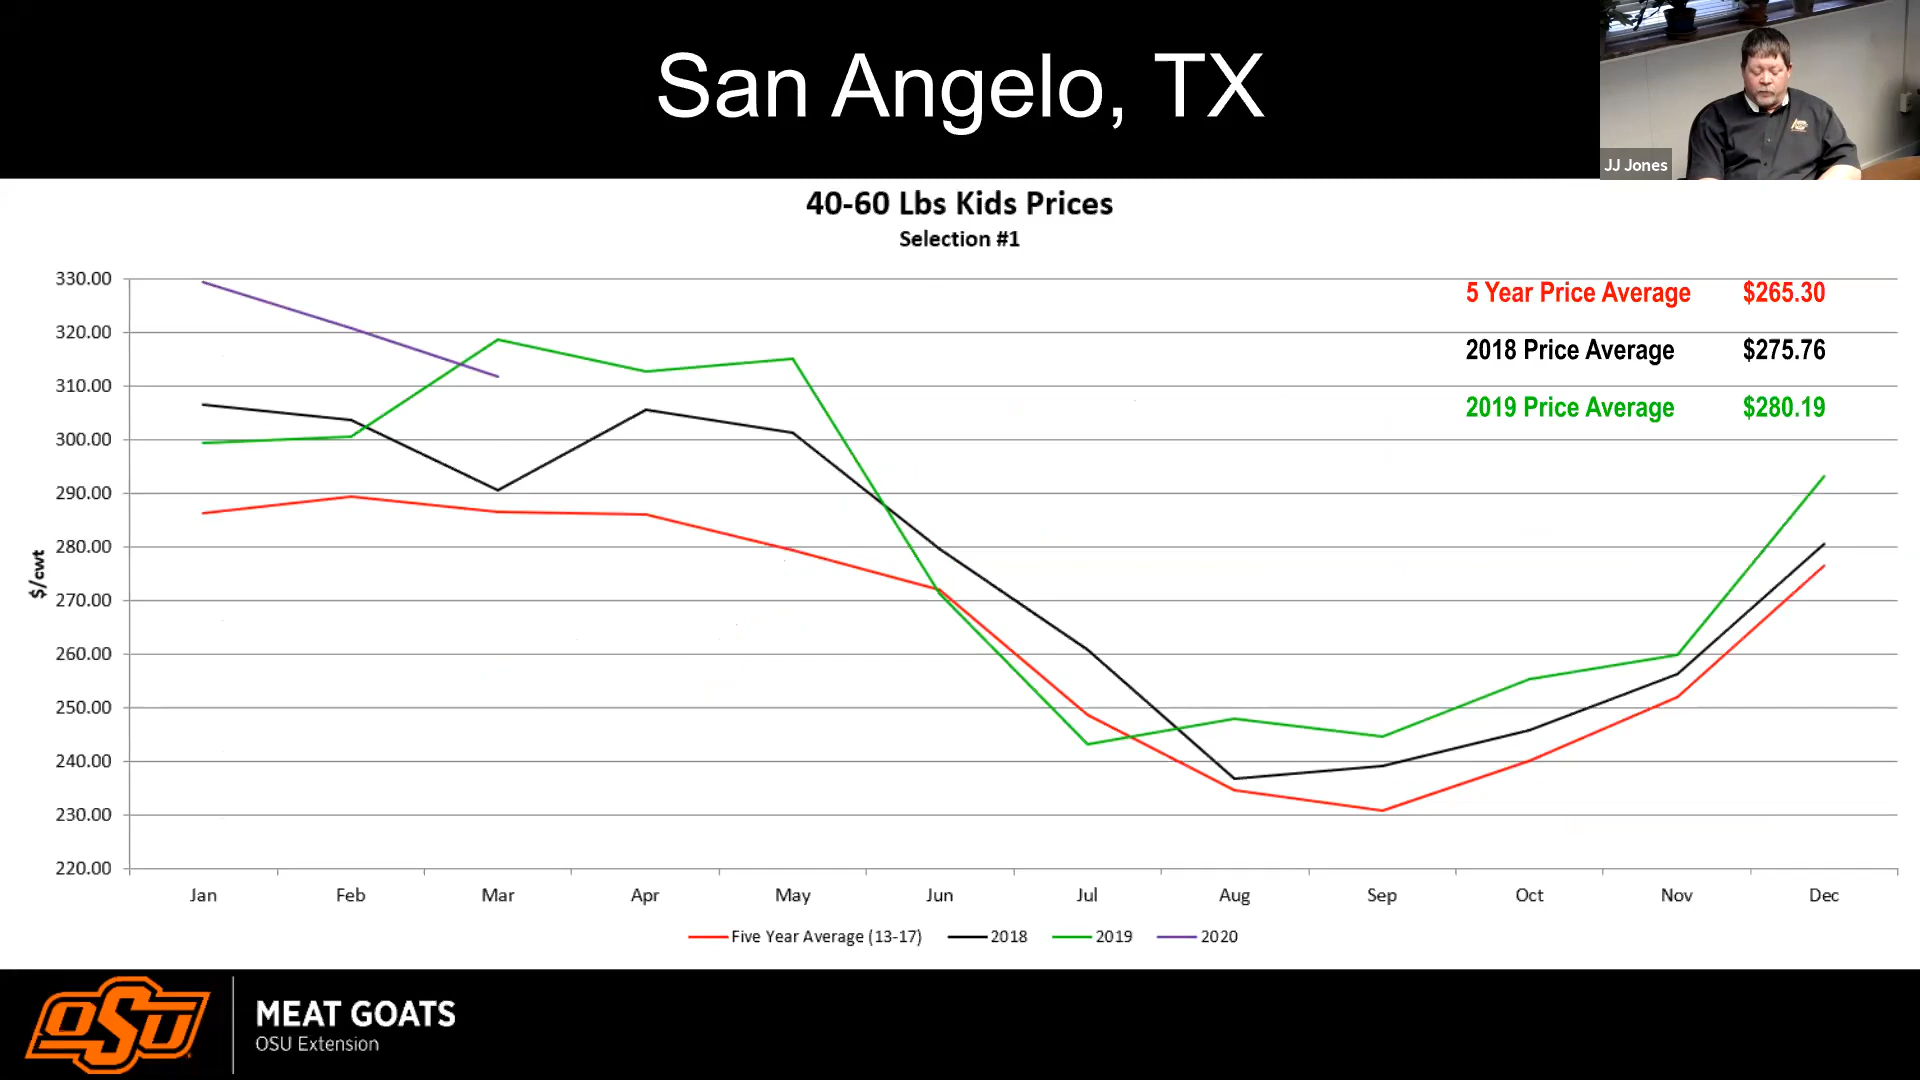 San Angelo, TX
JJ Jones
40-60 Lbs Kids Prices
Selection #1
5 Year Price Average $265.30
2018 Price Average $275.76
2019 Price Average $280.19
$/cwt
330.00
320.00
310.00
300.00
290.00
280.00
270.00
260.00
250.00
240.00
230.00
220.00
Jan Feb Mar Apr May Jun Jul Aug Sep Oct Nov Dec
Five Year Average (13-17) 2018 2019 2020
OSU
MEAT GOATS
OSU Extension